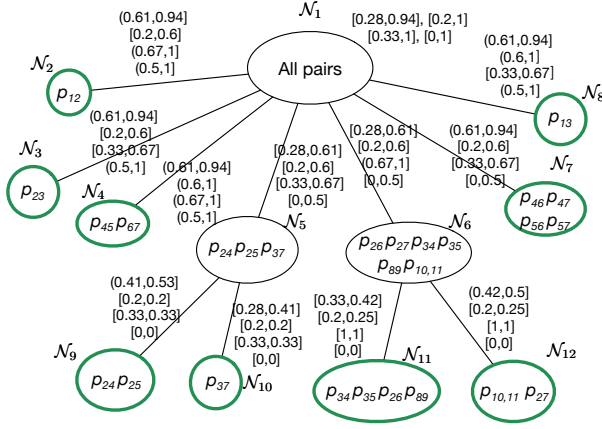 𝒩₁
[0.28,0.94], [0.2,1]
[0.33,1], [0,1]
All pairs
(0.61,0.94]
[0.2,0.6]
(0.67,1]
(0.5,1]
𝒩₂
p₁₂
(0.61,0.94]
(0.6,1]
[0.33,0.67]
(0.5,1]
𝒩₈
p₁₃
(0.61,0.94]
[0.2,0.6]
[0.33,0.67]
(0.5,1]
𝒩₃
p₂₃
(0.61,0.94]
(0.6,1]
(0.67,1]
(0.5,1]
𝒩₄
p₄₅p₆₇
[0.28,0.61]
[0.2,0.6]
[0.33,0.67]
[0,0.5]
𝒩₅
p₂₄p₂₅p₃₇
[0.28,0.61]
[0.2,0.6]
(0.67,1]
[0,0.5]
𝒩₆
p₂₆p₂₇p₃₄p₃₅
p₈₉p₁₀,₁₁
(0.61,0.94]
[0.2,0.6]
[0.33,0.67]
[0,0.5]
𝒩₇
p₄₆p₄₇
p₅₆p₅₇
(0.41,0.53]
[0.2,0.2]
[0.33,0.33]
[0,0]
𝒩₉
p₂₄p₂₅
[0.28,0.41]
[0.2,0.2]
[0.33,0.33]
[0,0]
𝒩₁₀
p₃₇
[0.33,0.42]
[0.2,0.25]
[1,1]
[0,0]
𝒩₁₁
p₃₄p₃₅p₂₆p₈₉
(0.42,0.5]
[0.2,0.25]
[1,1]
[0,0]
𝒩₁₂
p₁₀,₁₁ p₂₇